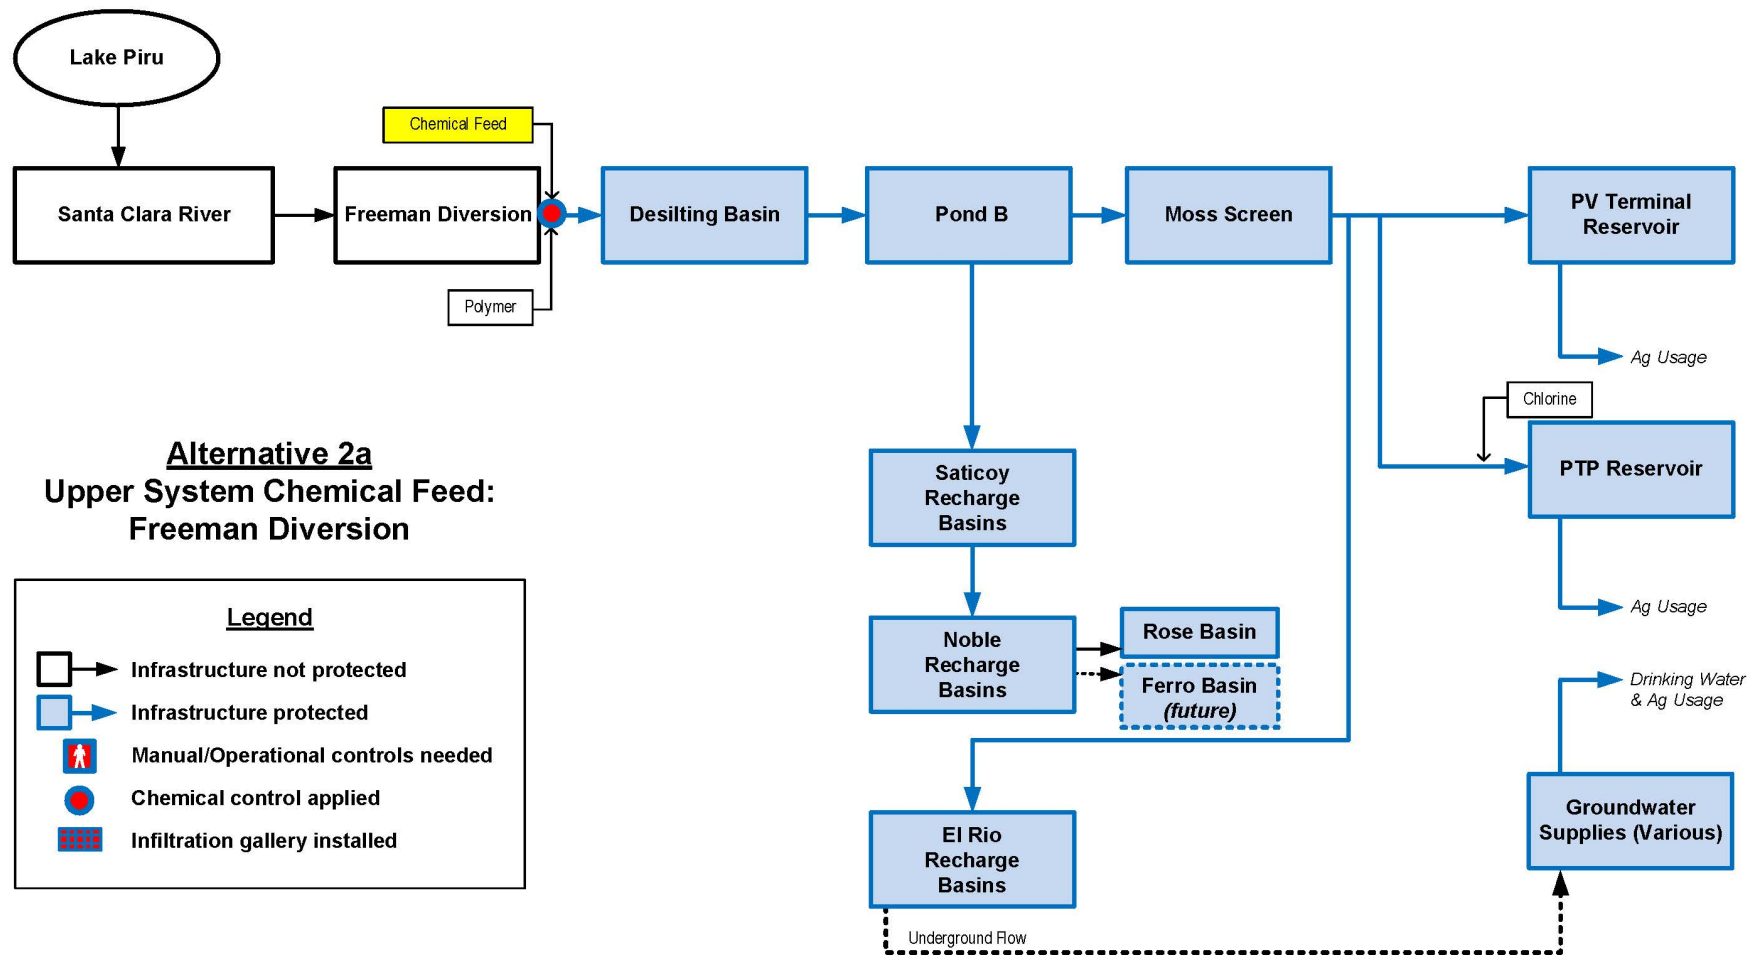 Lake Piru
Chemical Feed
Santa Clara River
Freeman Diversion
Desilting Basin
Pond B
Moss Screen
PV Terminal
Reservoir
Polymer
Ag Usage
Chlorine
PTP Reservoir
Alternative 2a
Upper System Chemical Feed:
Freeman Diversion
Saticoy
Recharge
Basins
Ag Usage
Noble
Recharge
Basins
Rose Basin
Ferro Basin
(future)
Drinking Water
& Ag Usage
Legend
Infrastructure not protected
Infrastructure protected
Manual/Operational controls needed
Chemical control applied
Infiltration gallery installed
El Rio
Recharge
Basins
Groundwater
Supplies (Various)
Underground Flow